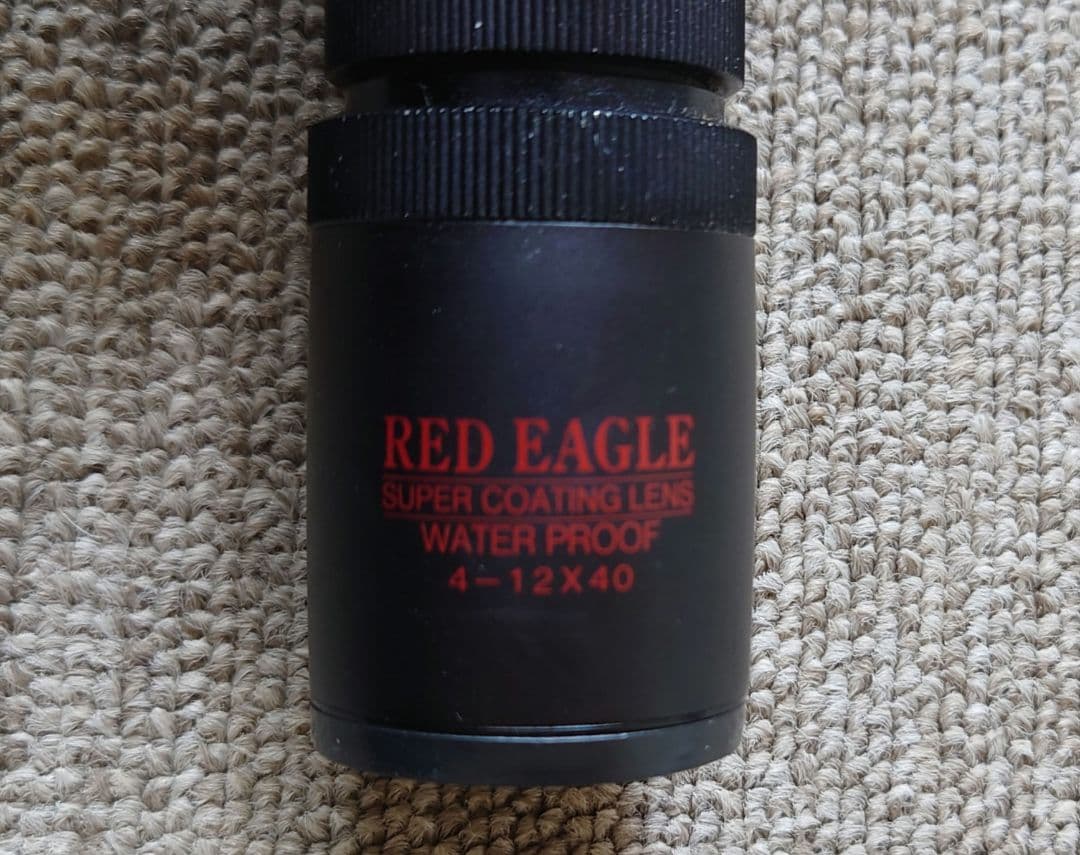 RED EAGLE
SUPER COATING LENS
WATER PROOF
4-12X40